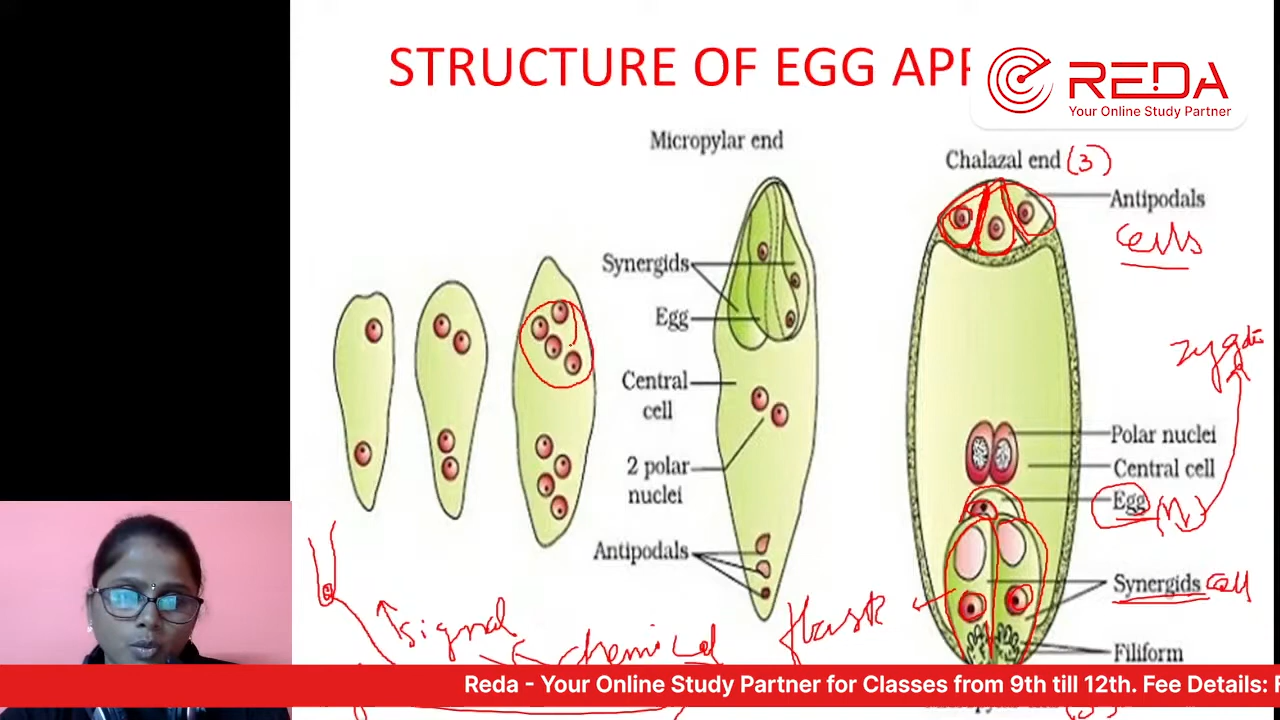 STRUCTURE OF EGG APP
REDA
Your Online Study Partner
Micropylar end
Chalazal end (3)
Antipodals
cells
Synergids
Egg
Central
cell
2 polar
nuclei
Antipodals
Polar nuclei
Central cell
Egg
Synergids cell
Filiform
signal
chemical
flask
Reda - Your Online Study Partner for Classes from 9th till 12th. Fee Details: